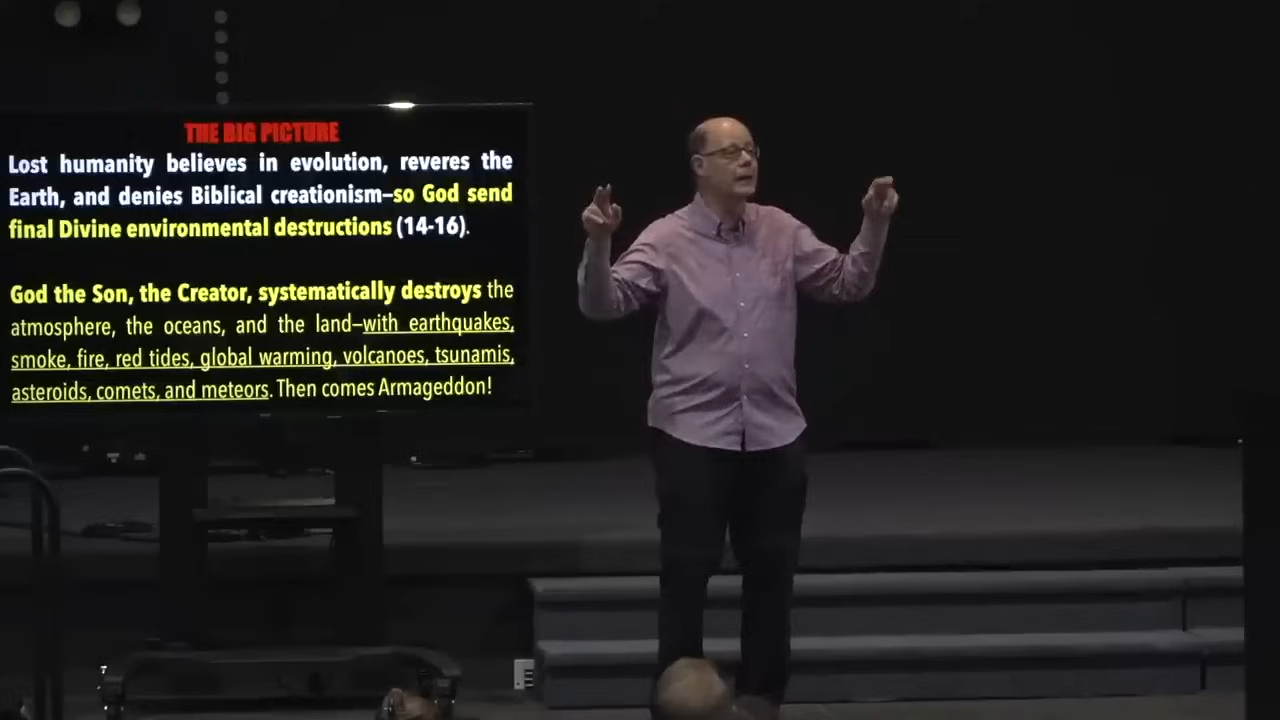 THE BIG PICTURE
Lost humanity believes in evolution, reveres the
Earth, and denies Biblical creationism–so God send
final Divine environmental destructions (14-16).
God the Son, the Creator, systematically destroys the
atmosphere, the oceans, and the land–with earthquakes,
smoke, fire, red tides, global warming, volcanoes, tsunamis,
asteroids, comets, and meteors. Then comes Armageddon!